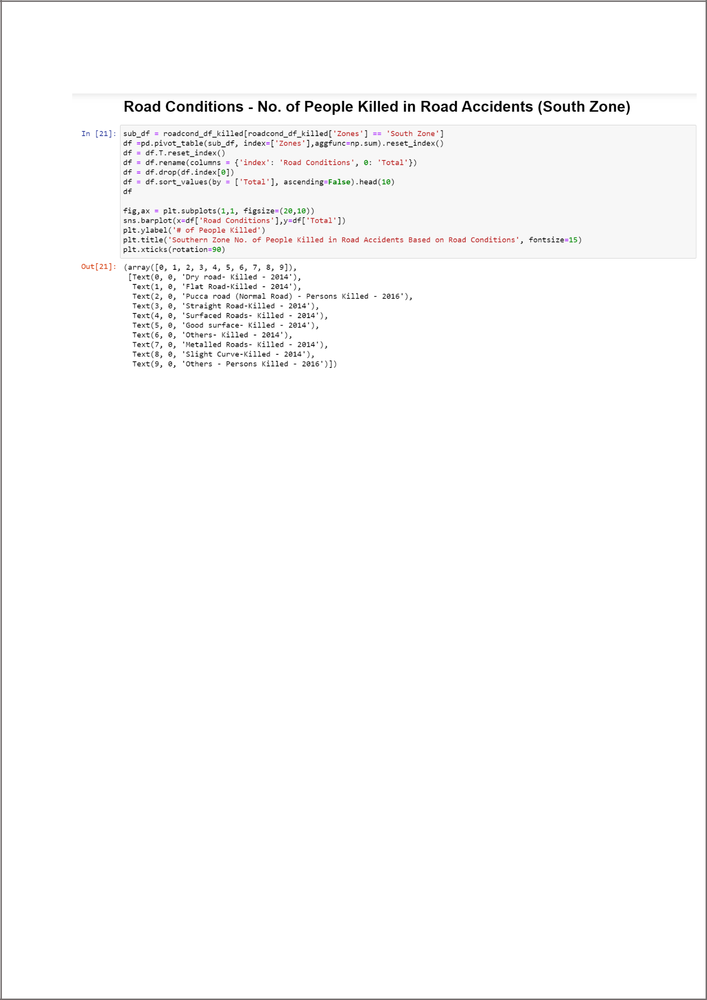 Road Conditions - No. of People Killed in Road Accidents (South Zone)
In [21]: sub_df = roadcond_df_killed[roadcond_df_killed['Zones'] == 'South Zone']
df =pd.pivot_table(sub_df, index=['Zones'],aggfunc=np.sum).reset_index()
df = df.T.reset_index()
df = df.rename(columns = {'index': 'Road Conditions', 0: 'Total'})
df = df.drop(df.index[0])
df = df.sort_values(by = ['Total'], ascending=False).head(10)
df
fig,ax = plt.subplots(1,1, figsize=(20,10))
sns.barplot(x=df['Road Conditions'],y=df['Total'])
plt.ylabel('# of People Killed')
plt.title('Southern Zone No. of People Killed in Road Accidents Based on Road Conditions', fontsize=15)
plt.xticks(rotation=90)
Out[21]: (array([0, 1, 2, 3, 4, 5, 6, 7, 8, 9]),
[Text(0, 0, 'Dry road- Killed - 2014'),
Text(1, 0, 'Flat Road-Killed - 2014'),
Text(2, 0, 'Pucca road (Normal Road) - Persons Killed - 2016'),
Text(3, 0, 'Straight Road-Killed - 2014'),
Text(4, 0, 'Surfaced Roads- Killed - 2014'),
Text(5, 0, 'Good surface- Killed - 2014'),
Text(6, 0, 'Others- Killed - 2014'),
Text(7, 0, 'Metalled Roads- Killed - 2014'),
Text(8, 0, 'Slight Curve-Killed - 2014'),
Text(9, 0, 'Others - Persons Killed - 2016')])